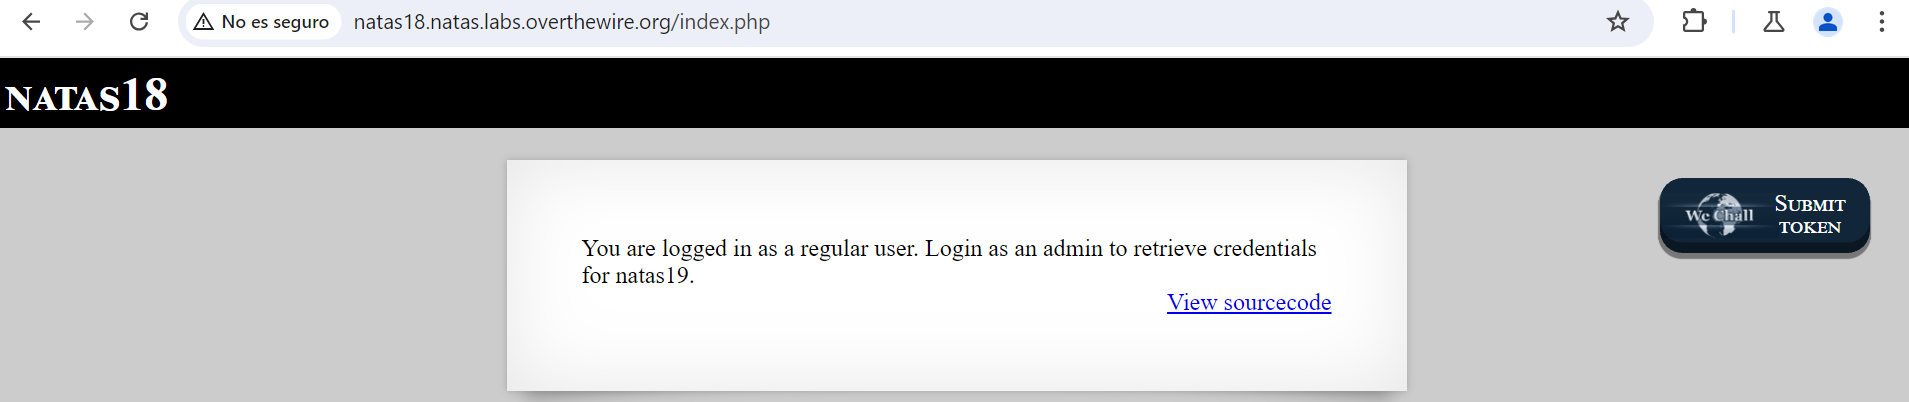 No es seguro natas18.natas.labs.overthewire.org/index.php
NATAS18
You are logged in as a regular user. Login as an admin to retrieve credentials
for natas19.
View sourcecode
We Chall
SUBMIT
TOKEN